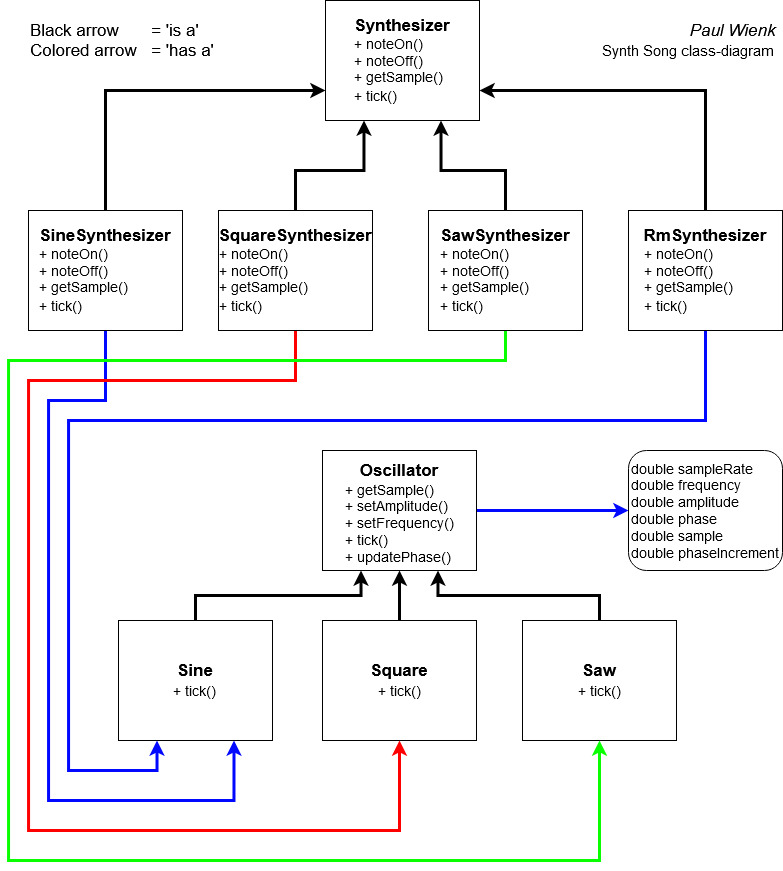 Black arrow = 'is a'
Colored arrow = 'has a'
Paul Wienk
Synth Song class-diagram
Synthesizer
+ noteOn()
+ noteOff()
+ getSample()
+ tick()
SineSynthesizer
+ noteOn()
+ noteOff()
+ getSample()
+ tick()
SquareSynthesizer
+ noteOn()
+ noteOff()
+ getSample()
+ tick()
SawSynthesizer
+ noteOn()
+ noteOff()
+ getSample()
+ tick()
RmSynthesizer
+ noteOn()
+ noteOff()
+ getSample()
+ tick()
Oscillator
+ getSample()
+ setAmplitude()
+ setFrequency()
+ tick()
+ updatePhase()
double sampleRate
double frequency
double amplitude
double phase
double sample
double phaseIncrement
Sine
+ tick()
Square
+ tick()
Saw
+ tick()